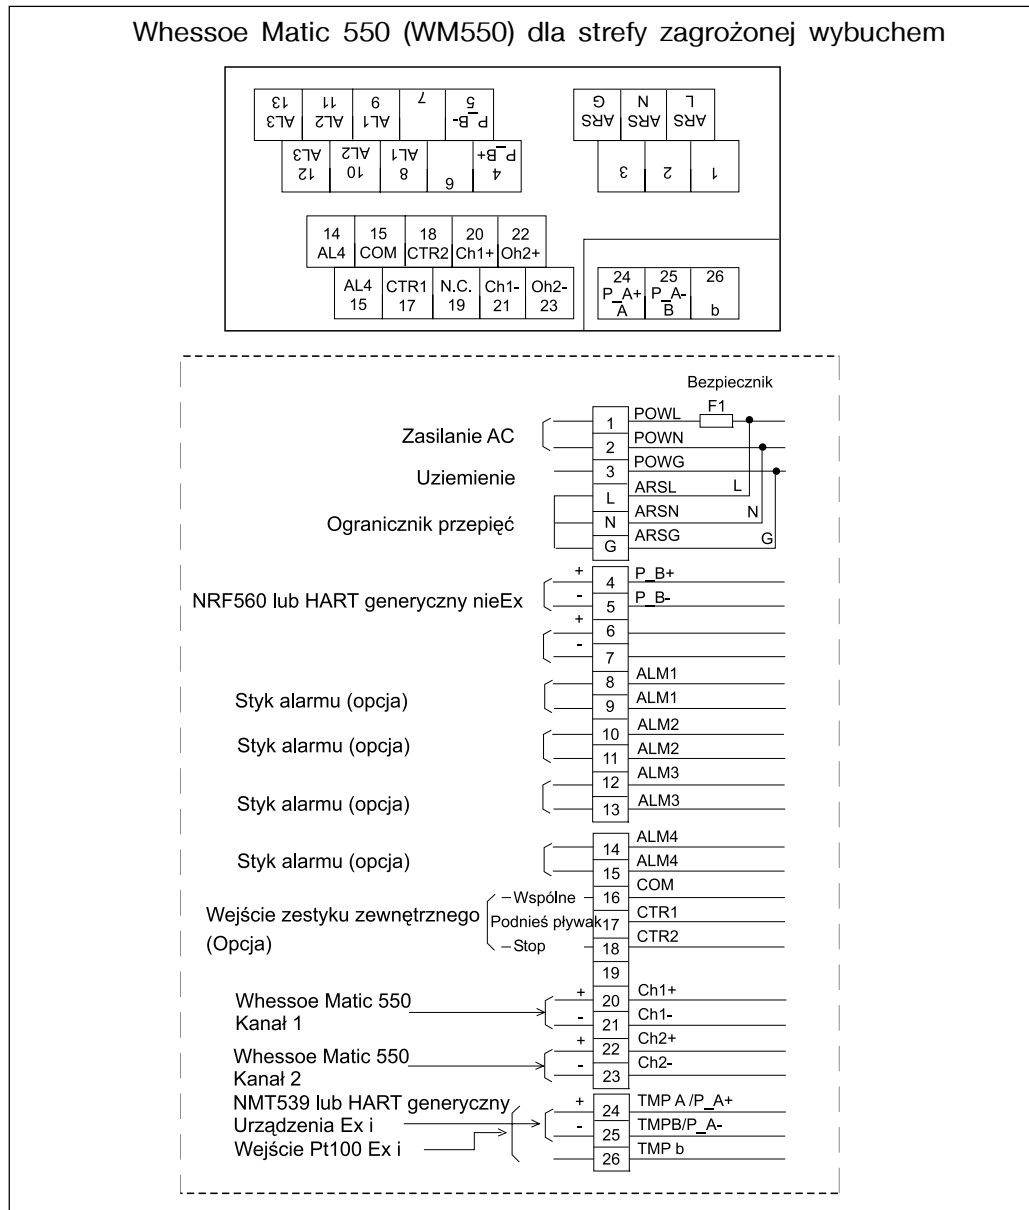 Whessoe Matic 550 (WM550) dla strefy zagrożonej wybuchem
13 11 9 7 5
AL3 AL2 AL1 P_B-
G N L
ARS ARS ARS
AL3 AL2 AL1 P_B+
12 10 8 6 4
3 2 1
14 15 18 20 22
AL4 COM CTR2 Ch1+ Oh2+
AL4 CTR1 N.C. Ch1- Oh2-
15 17 19 21 23
24 25 26
P_A+ P_A-
A B b
Bezpiecznik
Zasilanie AC
1 POWL F1
2 POWN
Uziemienie 3 POWG
Ogranicznik przepięć
L ARSL L
N ARSN N
G ARSG G
NRF560 lub HART generyczny nieEx
+ 4 P_B+
- 5 P_B-
+ 6
- 7
Styk alarmu (opcja)
8 ALM1
9 ALM1
Styk alarmu (opcja)
10 ALM2
11 ALM2
Styk alarmu (opcja)
12 ALM3
13 ALM3
Styk alarmu (opcja)
14 ALM4
15 ALM4
Wejście zestyku zewnętrznego
(Opcja)
Wspólne 16 COM
Podnieś pływak 17 CTR1
Stop 18 CTR2
19
Whessoe Matic 550
Kanał 1
+ 20 Ch1+
- 21 Ch1-
Whessoe Matic 550
Kanał 2
+ 22 Ch2+
- 23 Ch2-
NMT539 lub HART generyczny
Urządzenia Ex i
Wejście Pt100 Ex i
+ 24 TMP A /P_A+
- 25 TMPB/P_A-
26 TMP b